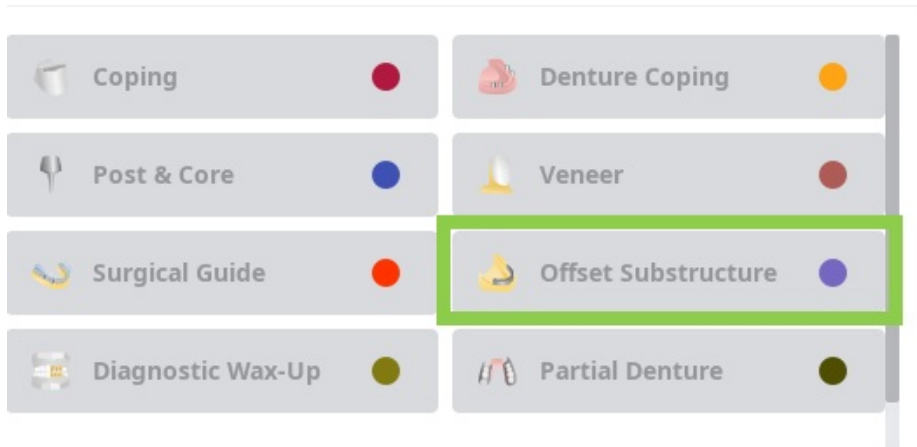 Coping
Denture Coping
Post & Core
Veneer
Surgical Guide
Offset Substructure
Diagnostic Wax-Up
Partial Denture